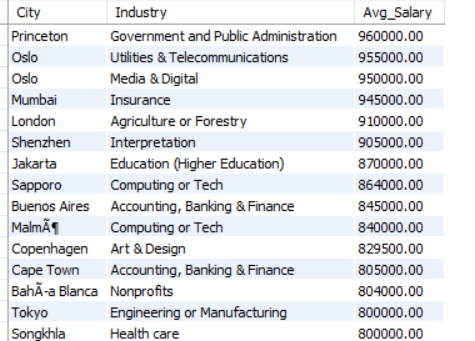 City Industry Avg_Salary
Princeton Government and Public Administration 960000.00
Oslo Utilities & Telecommunications 955000.00
Oslo Media & Digital 950000.00
Mumbai Insurance 945000.00
London Agriculture or Forestry 910000.00
Shenzhen Interpretation 905000.00
Jakarta Education (Higher Education) 870000.00
Sapporo Computing or Tech 864000.00
Buenos Aires Accounting, Banking & Finance 845000.00
MalmÃ¶ Computing or Tech 840000.00
Copenhagen Art & Design 829500.00
Cape Town Accounting, Banking & Finance 805000.00
BahÃ-a Blanca Nonprofits 804000.00
Tokyo Engineering or Manufacturing 800000.00
Songkhla Health care 800000.00